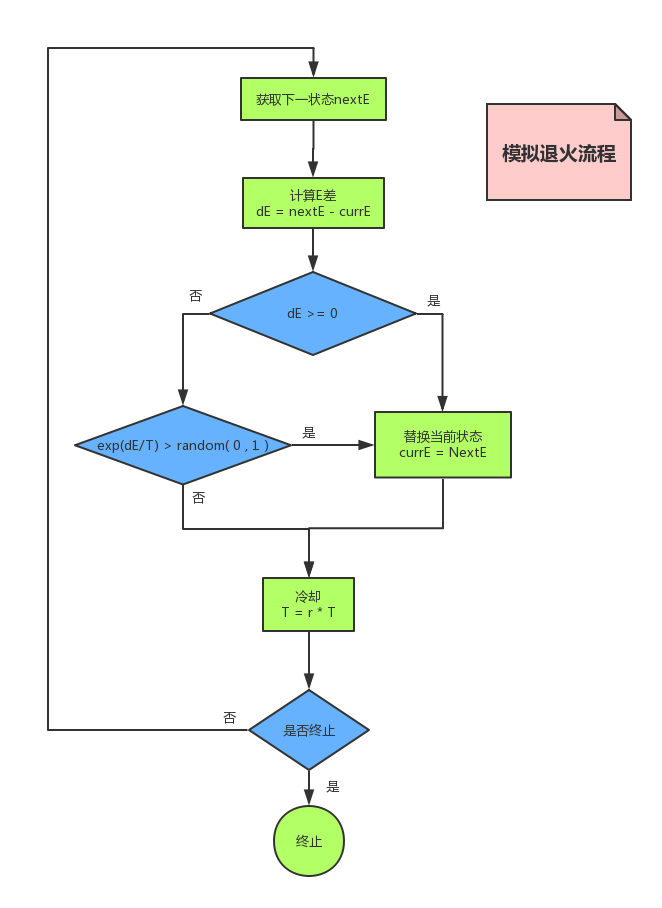 获取下一状态nextE
模拟退火流程
计算E差
dE = nextE - currE
否
是
dE >= 0
exp(dE/T) > random( 0 , 1 )
是
替换当前状态
currE = NextE
否
冷却
T = r * T
否
是否终止
是
终止